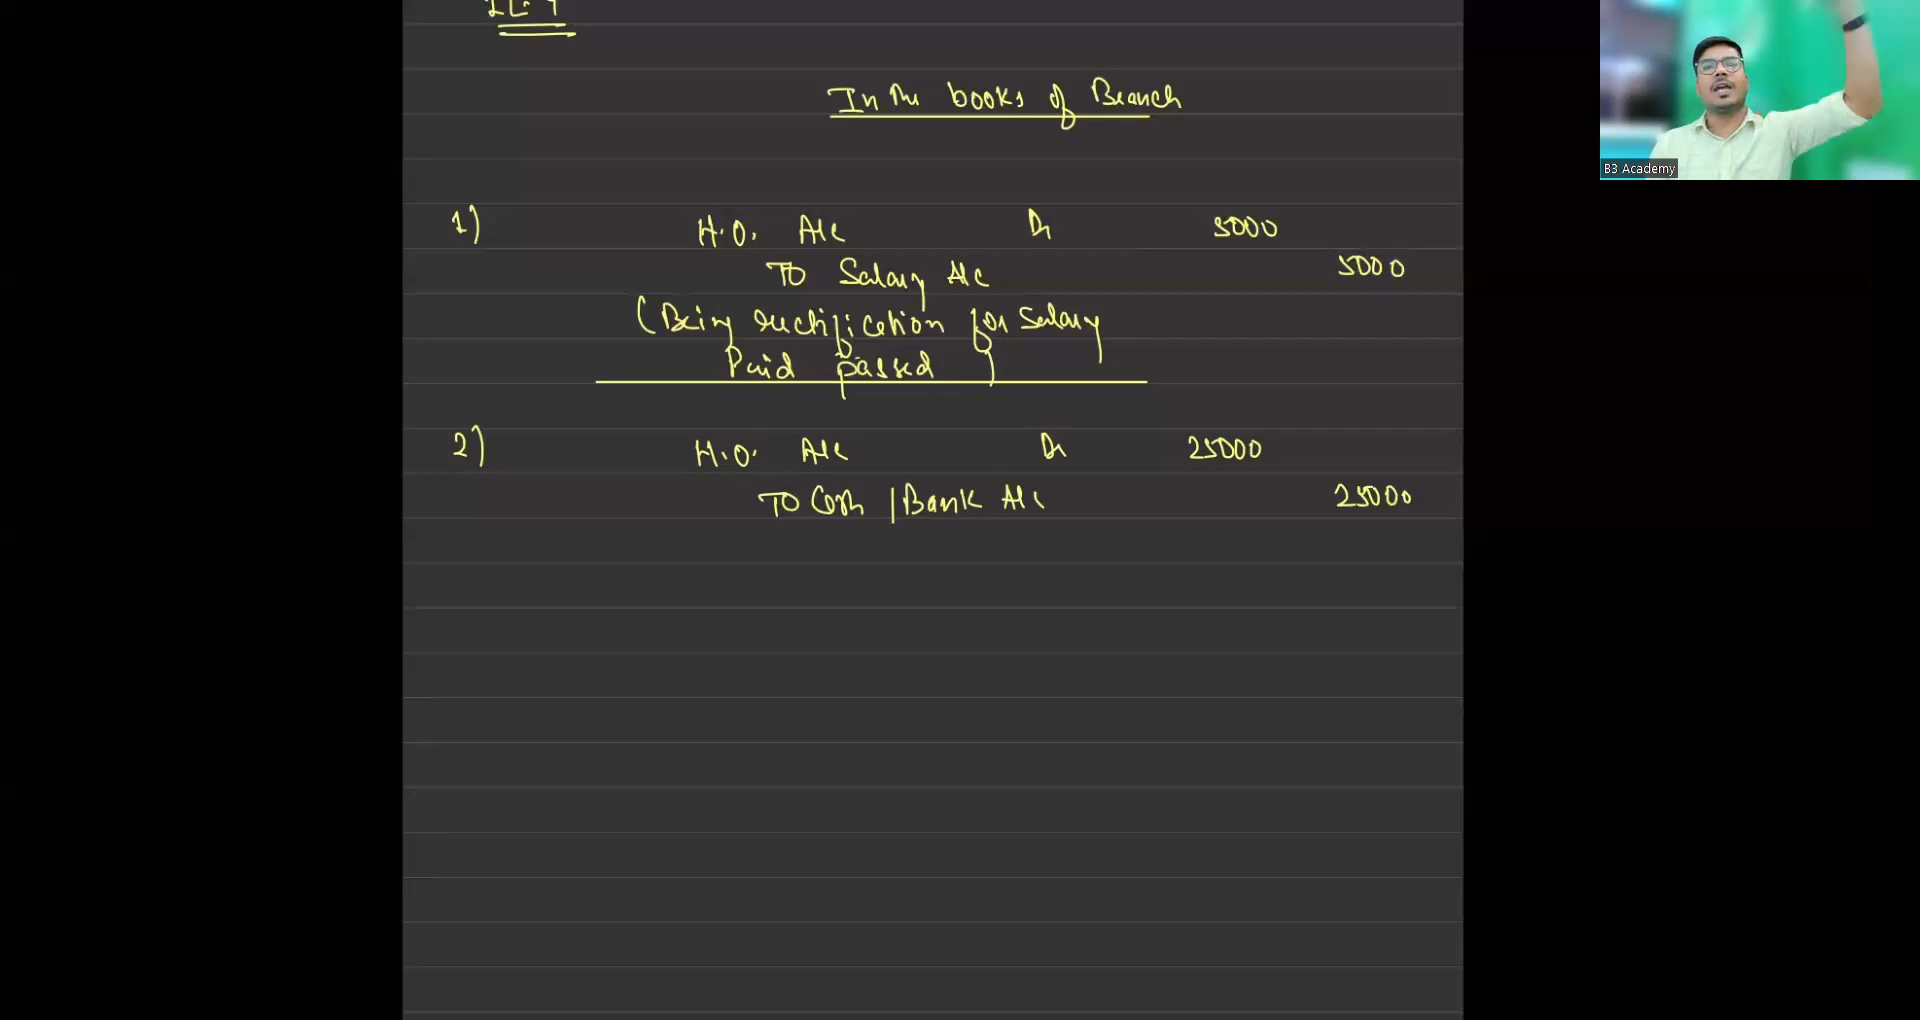 In the books of Branch
B3 Academy
1) H.O. A/c Dr 5000
To Salary A/c 5000
(Being rectification for Salary
Paid passed)
2) H.O. A/c Dr 25000
To Cash / Bank A/c 25000